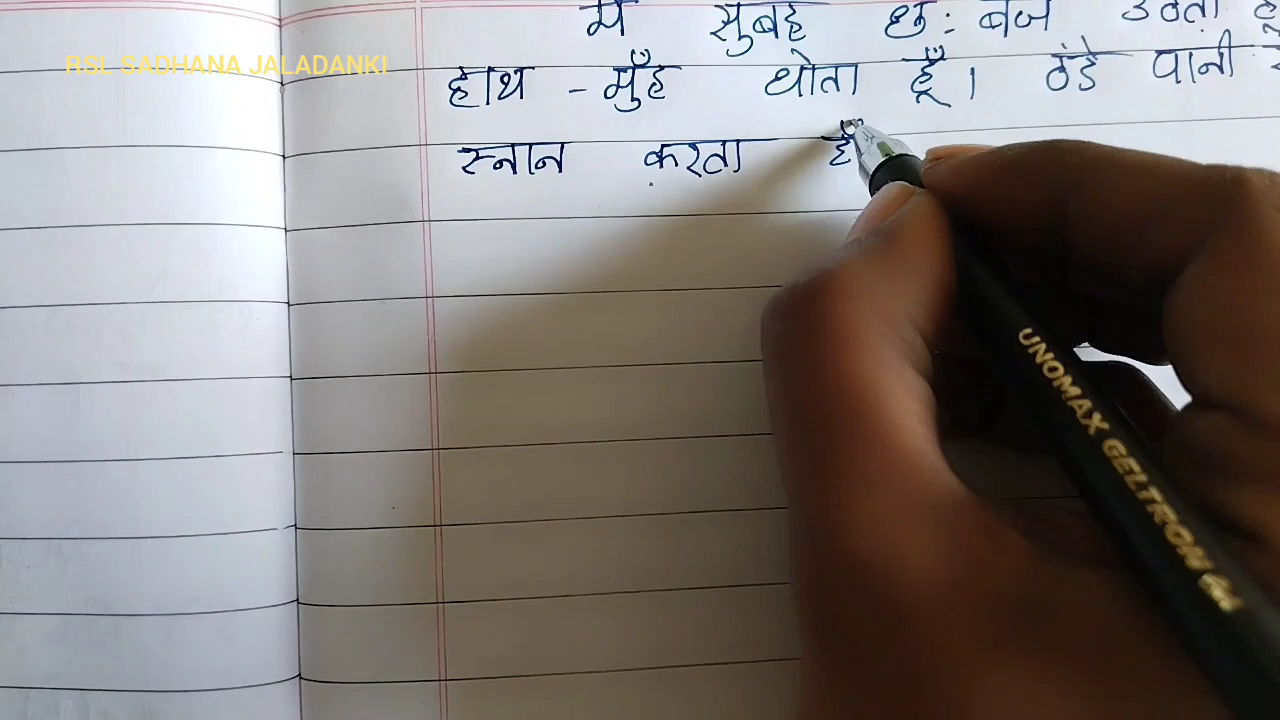 RSL SADHANA JALADANKI
मैं सुबह छः बजे उठता
हाथ - मुँह धोता हूँ। ठंडे पानी
स्नान करता
UNOMAX GELTRON